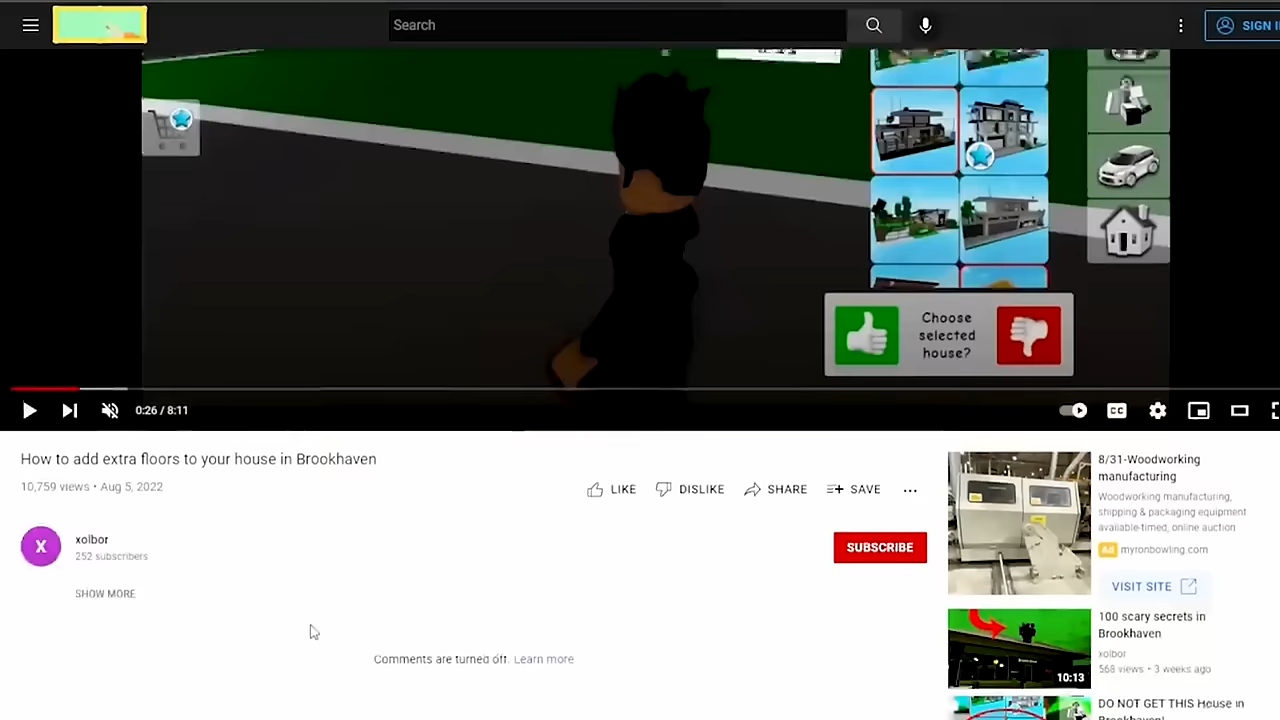 Search
SIGN I
Choose
selected
house?
0:26 / 8:11
CC
How to add extra floors to your house in Brookhaven
10,759 views • Aug 5, 2022
LIKE
DISLIKE
SHARE
SAVE
X
xolbor
252 subscribers
SUBSCRIBE
SHOW MORE
Comments are turned off. Learn more
8/31-Woodworking
manufacturing
Woodworking manufacturing,
shipping & packaging equipment
available-timed, online auction
Ad myronbowling.com
VISIT SITE
100 scary secrets in
Brookhaven
xolbor
568 views • 3 weeks ago
10:13
DO NOT GET THIS House in
Brookhaven!